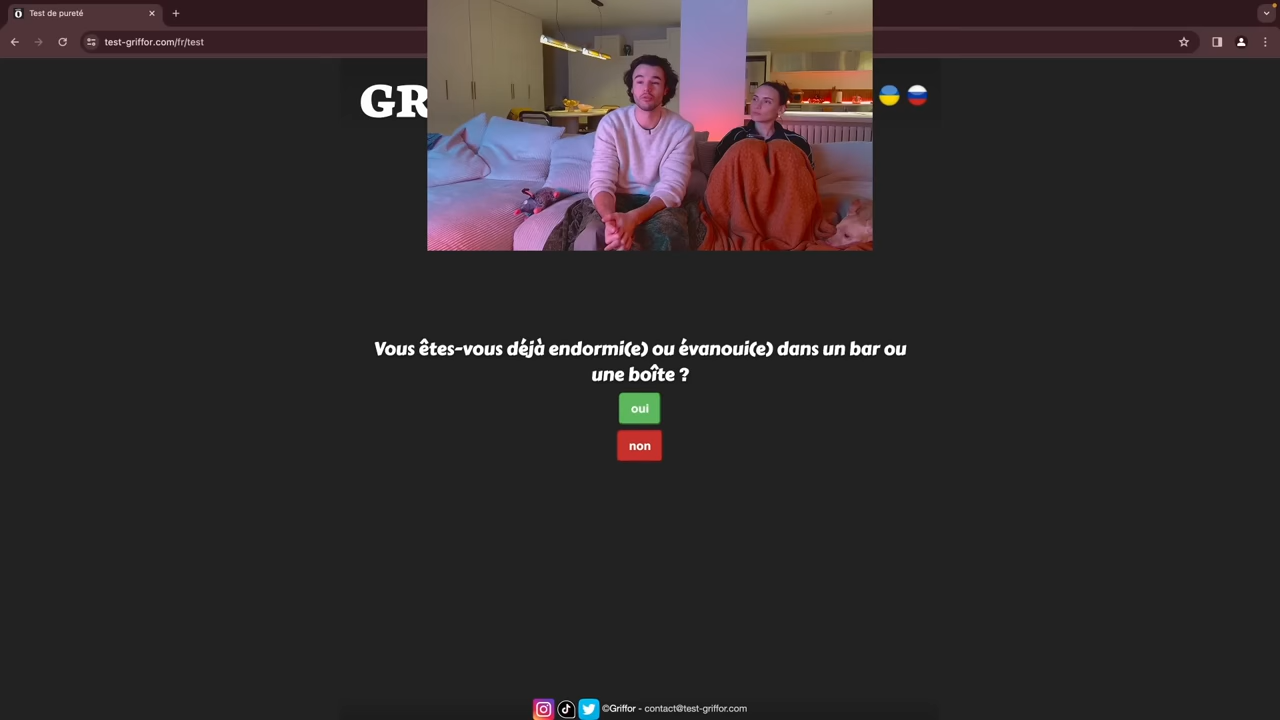 Test de pureté
test-griffor.com/fr/test
GR
Vous êtes-vous déjà endormi(e) ou évanoui(e) dans un bar ou
une boîte ?
oui
non
©Griffor - contact@test-griffor.com